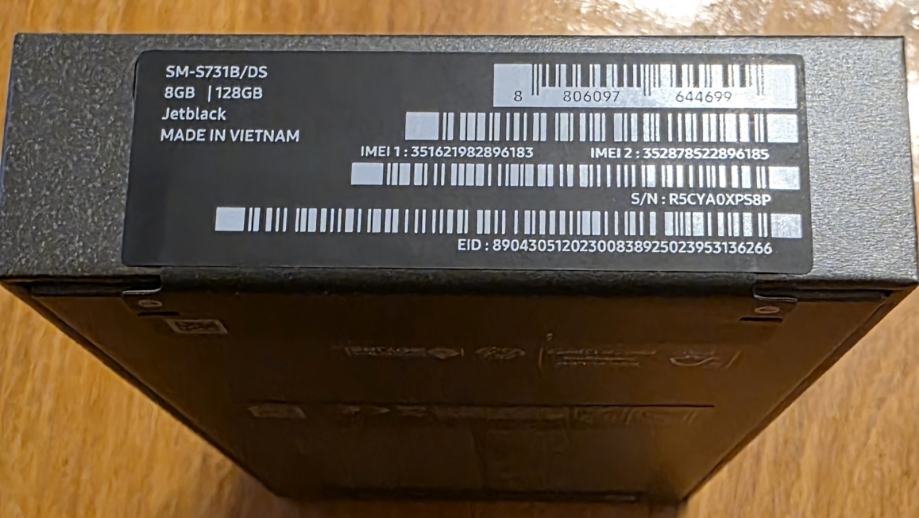 SM-S731B/DS
8GB | 128GB
Jetblack
MADE IN VIETNAM
8 806097 644699
IMEI 1 : 351621982896183 IMEI 2 : 352878522896185
S/N : R5CYA0XPS8P
EID : 89043051202300838925023953136266